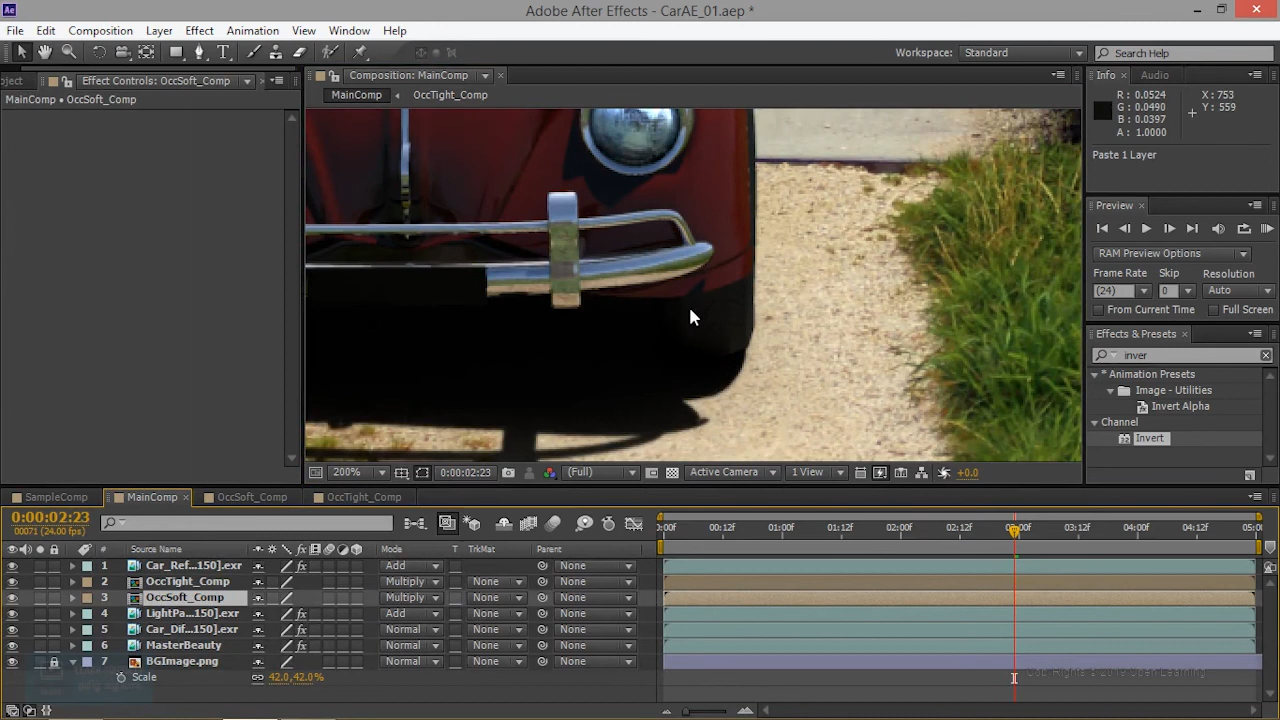 Adobe After Effects - CarAE_01.aep *
File Edit Composition Layer Effect Animation View Window Help
Workspace: Standard Search Help
oject Effect Controls: OccSoft_Comp Composition: MainComp Info Audio
MainComp • OccSoft_Comp
MainComp OccTight_Comp
R : 0.0524 X : 753
G : 0.0490 Y : 559
B : 0.0397
A : 1.0000
Paste 1 Layer
Preview
RAM Preview Options
Frame Rate Skip Resolution
(24) 0 Auto
From Current Time Full Screen
Effects & Presets
inver
* Animation Presets
Image - Utilities
Invert Alpha
Channel
Invert
200% 0:00:02:23 (Full) Active Camera 1 View +0.0
SampleComp MainComp OccSoft_Comp OccTight_Comp
0:00:02:23
00071 (24.00 fps)
:00f 00:12f 01:00f 01:12f 02:00f 02:12f 03:12f 04:00f 04:12f 05:0
# Source Name Mode T TrkMat Parent
1 Car_Ref...150].exr Add None
2 OccTight_Comp Multiply None None
3 OccSoft_Comp Multiply None None
4 LightPa...150].exr Add None None
5 Car_Dif...150].exr Normal None None
6 MasterBeauty Normal None None
7 BGImage.png Normal None None
Scale 42.0,42.0%